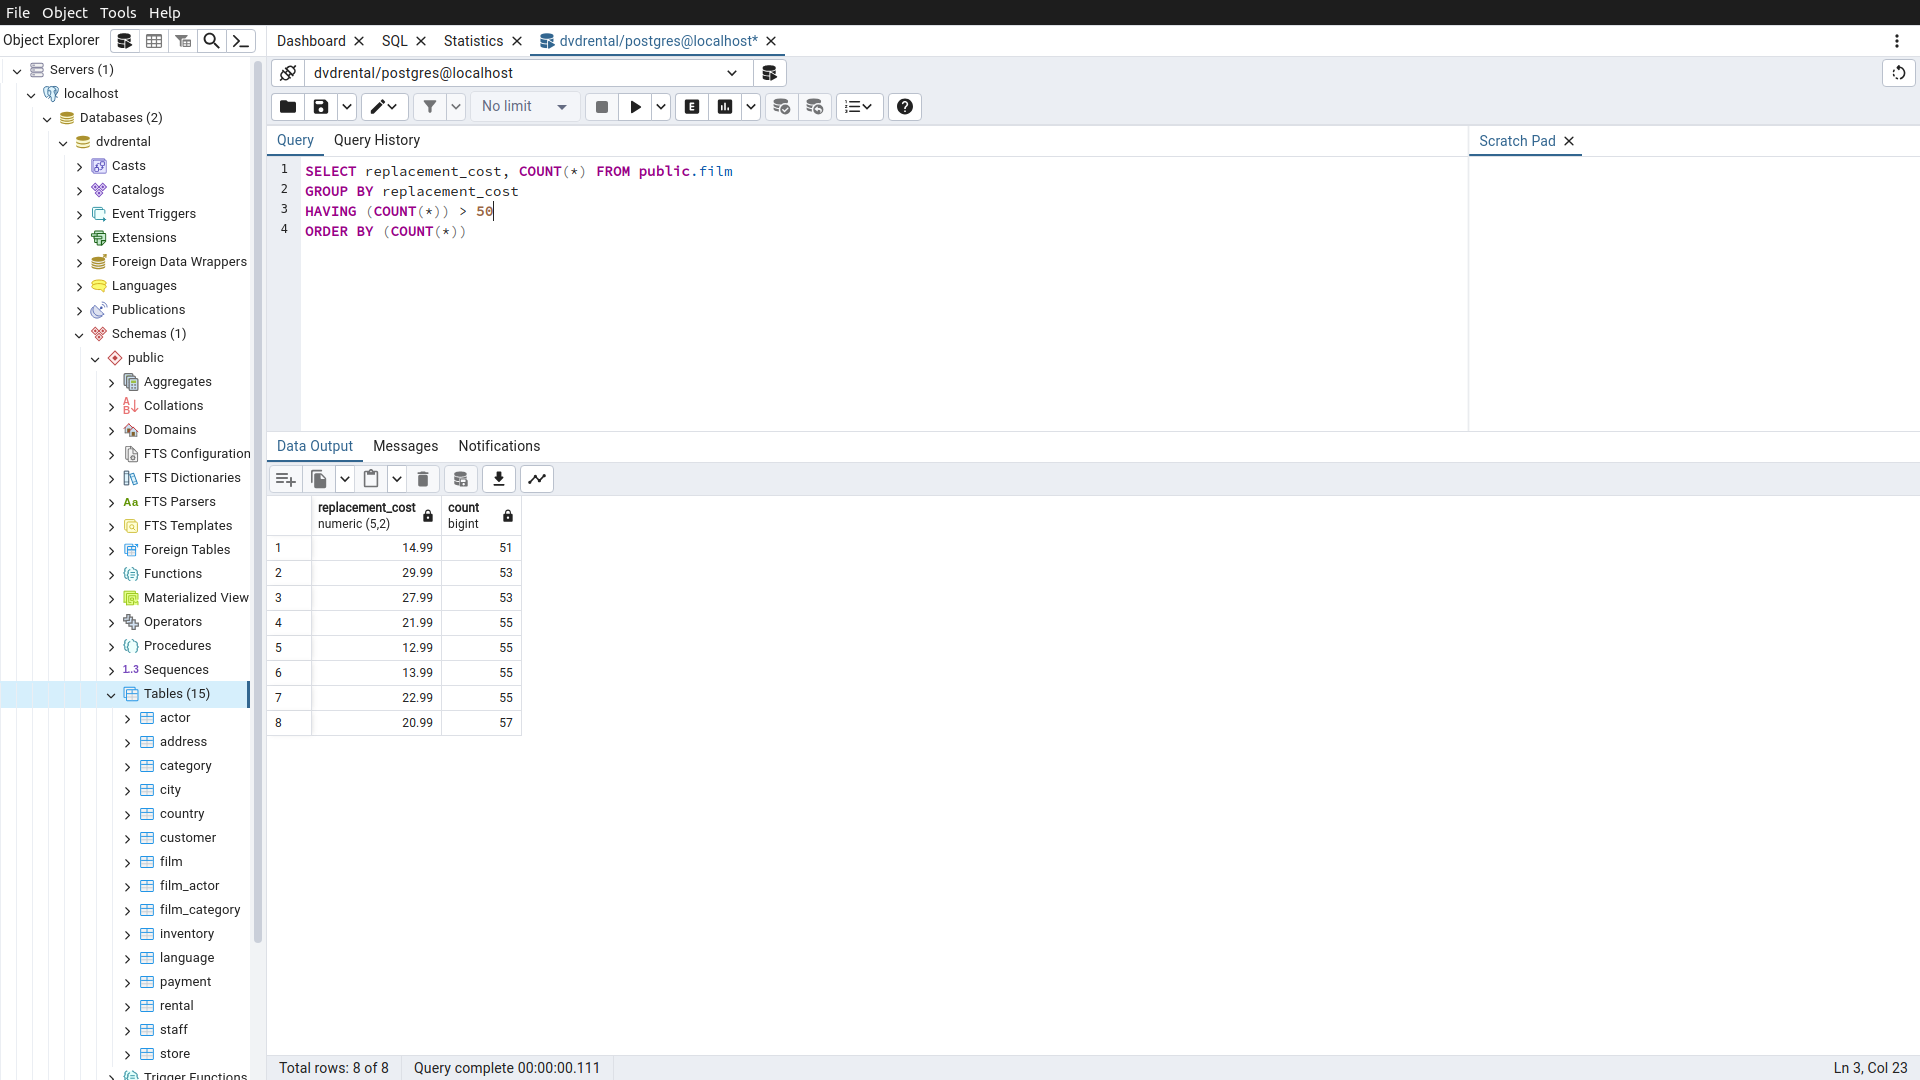 File Object Tools Help
Object Explorer
Dashboard SQL Statistics dvdrental/postgres@localhost*
dvdrental/postgres@localhost
No limit
E
Servers (1)
localhost
Databases (2)
dvdrental
Casts
Catalogs
Event Triggers
Extensions
Foreign Data Wrappers
Languages
Publications
Schemas (1)
public
Aggregates
Collations
Domains
FTS Configuration
FTS Dictionaries
Aa FTS Parsers
FTS Templates
Foreign Tables
Functions
Materialized View
Operators
Procedures
1..3 Sequences
Tables (15)
actor
address
category
city
country
customer
film
film_actor
film_category
inventory
language
payment
rental
staff
store
Trigger Functions
Query Query History
Scratch Pad
1 SELECT replacement_cost, COUNT(*) FROM public.film
2 GROUP BY replacement_cost
3 HAVING (COUNT(*)) > 50
4 ORDER BY (COUNT(*))
Data Output Messages Notifications
replacement_cost count
numeric (5,2) bigint
1 14.99 51
2 29.99 53
3 27.99 53
4 21.99 55
5 12.99 55
6 13.99 55
7 22.99 55
8 20.99 57
Total rows: 8 of 8 Query complete 00:00:00.111 Ln 3, Col 23